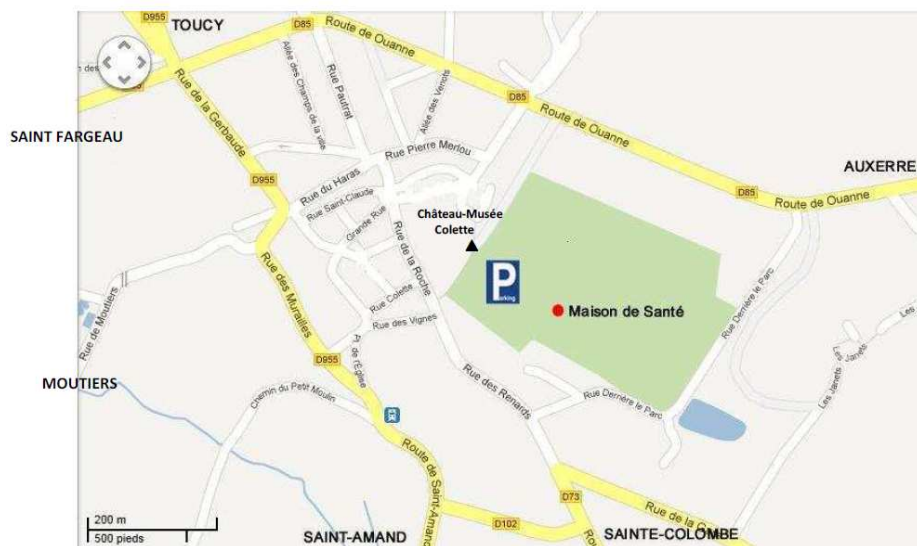 D955
TOUCY
D85
Route de Ouanne
SAINT FARGEAU
Rue de la Gerbaude
Allée des Champs de la ville
Rue Pautrat
Allée des Venots
D85
Route de Ouanne
Rue Pierre Merlou
AUXERRE
D955
Rue du Haras
Rue Saint-Claude
D85
Route de Ouanne
Grande Rue
Château-Musée
Colette
Rue de la Roche
Rue des Murailles
P
Parking
Maison de Santé
Rue Colette
Rue des Vignes
Rue de Moutiers
Rue Derrière le Parc
Les Janets
Les
D955
Pl. de l'Église
MOUTIERS
Chemin du Petit Moulin
Rue des Renards
Rue Derrière le Parc
Les Janets
Route de Saint-Amand
D73
Rue de la
200 m
500 pieds
D102
SAINT-AMAND
SAINTE-COLOMBE